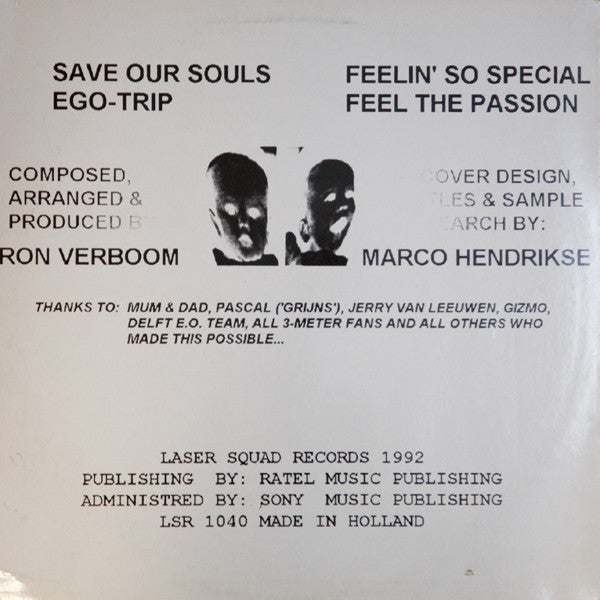 SAVE OUR SOULS
EGO-TRIP
FEELIN' SO SPECIAL
FEEL THE PASSION
COMPOSED,
ARRANGED &
PRODUCED BY
RON VERBOOM
COVER DESIGN,
& SAMPLE
BY:
MARCO HENDRIKSE
THANKS TO: MUM & DAD, PASCAL ('GRIJNS'), JERRY VAN LEEUWEN, GIZMO,
DELFT E.O. TEAM, ALL 3-METER FANS AND ALL OTHERS WHO
MADE THIS POSSIBLE...
LASER SQUAD RECORDS 1992
PUBLISHING BY: RATEL MUSIC PUBLISHING
ADMINISTRED BY: SONY MUSIC PUBLISHING
LSR 1040 MADE IN HOLLAND